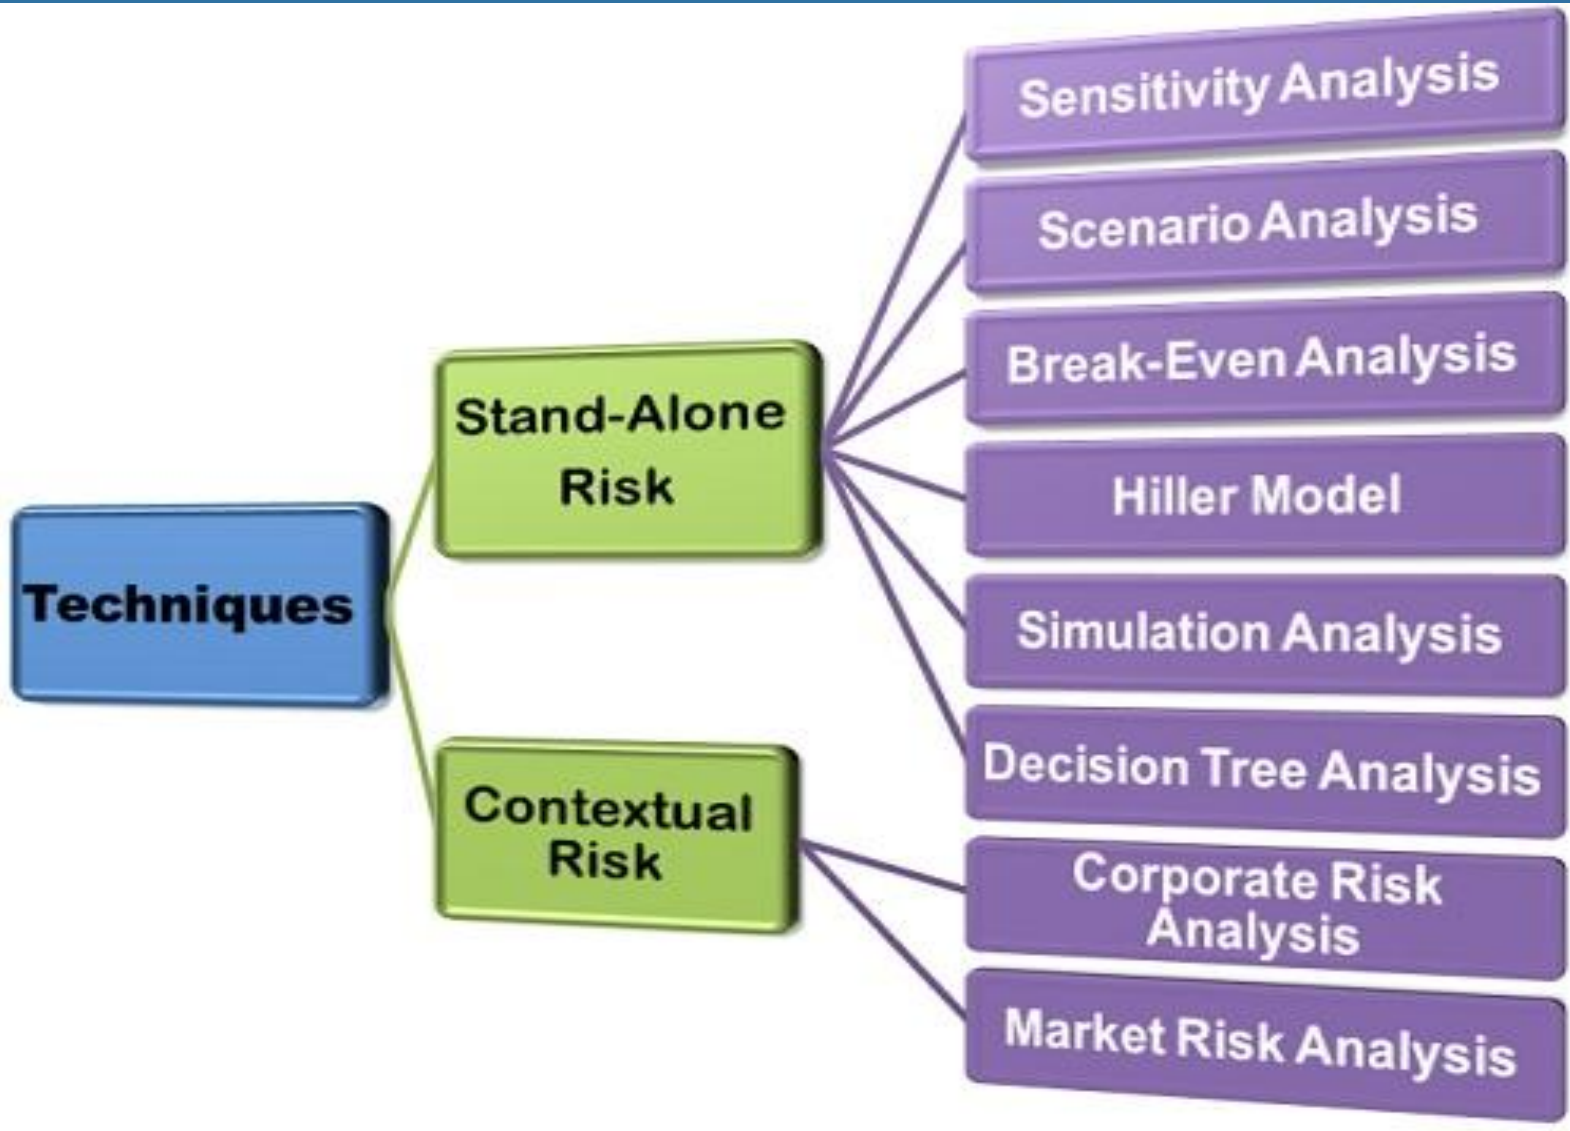 Techniques
Stand-Alone
Risk
Contextual
Risk
Sensitivity Analysis
Scenario Analysis
Break-Even Analysis
Hiller Model
Simulation Analysis
Decision Tree Analysis
Corporate Risk
Analysis
Market Risk Analysis